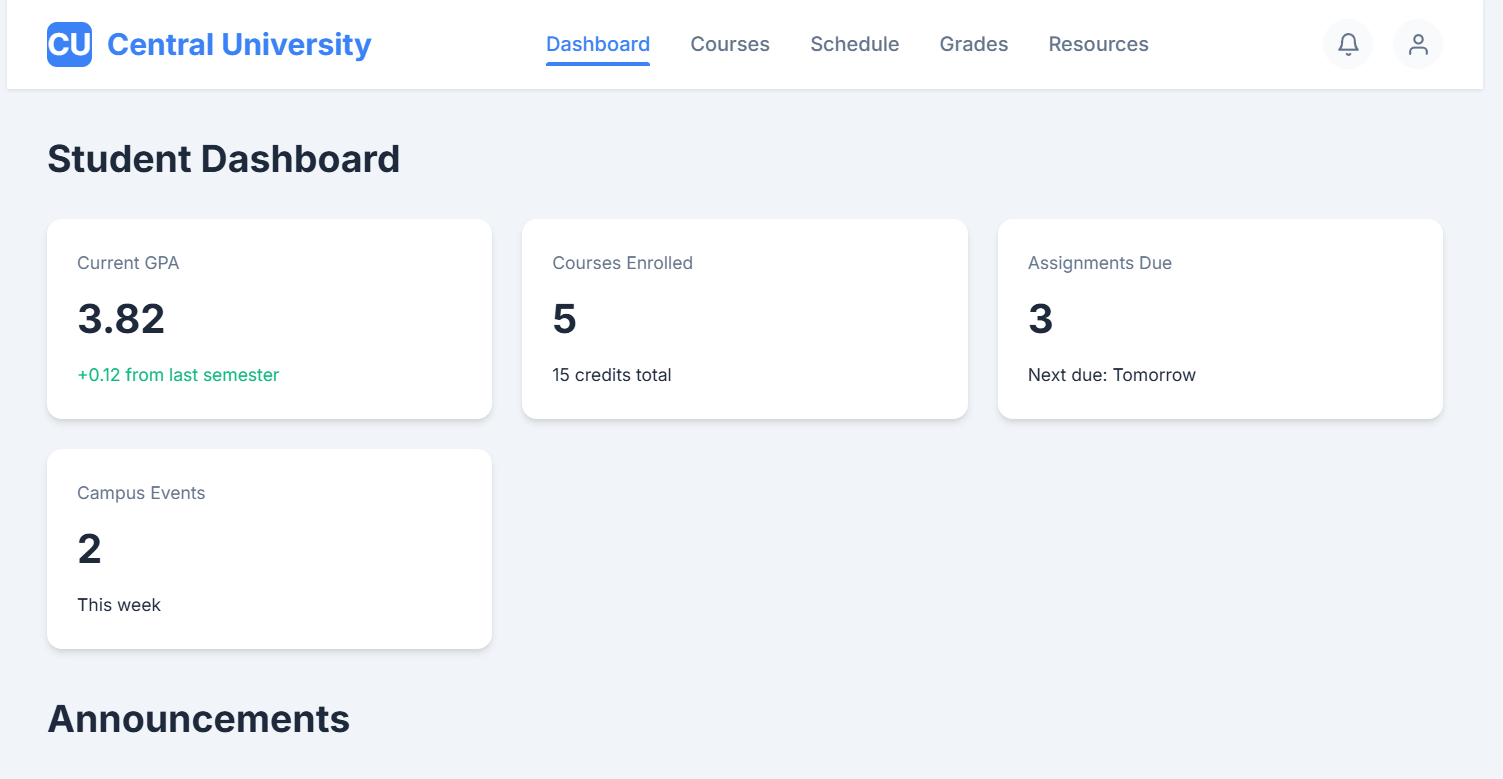 CU Central University
Dashboard Courses Schedule Grades Resources
Student Dashboard
Current GPA
3.82
+0.12 from last semester
Courses Enrolled
5
15 credits total
Assignments Due
3
Next due: Tomorrow
Campus Events
2
This week
Announcements